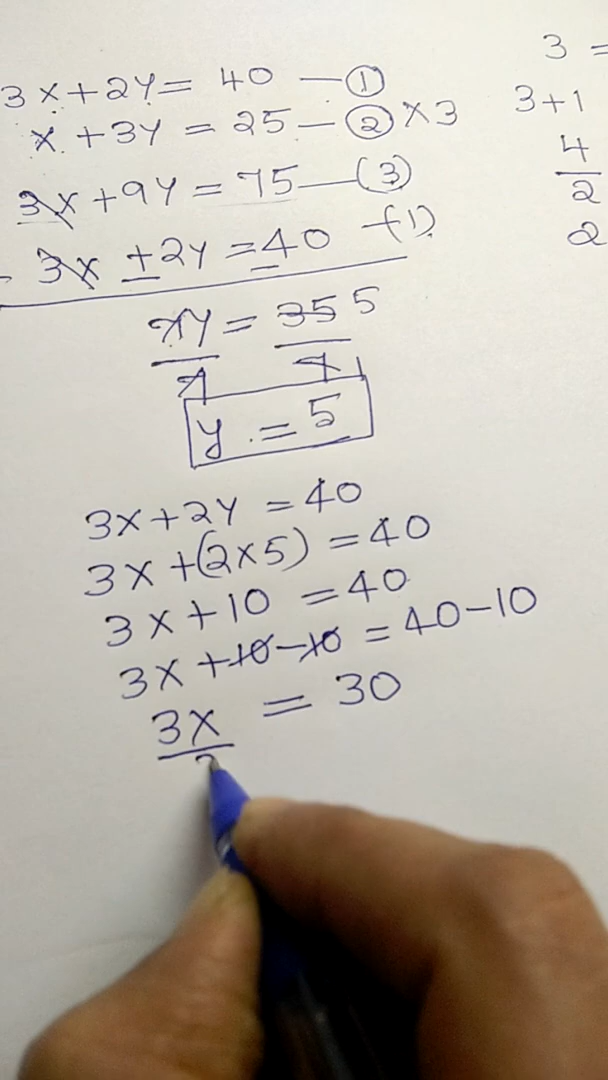 3x+2y= 40 —①
x +3y = 25 —② ×3
3x+9y = 75 —(3)
- 3x +2y =40 —(1)
7y = 35 5
7 7 1
y = 5
3x+2y =40
3x +(2x5) =40
3x+10 =40
3x +10-10 =40-10
3x = 30
3 =
3+1
4
2
2